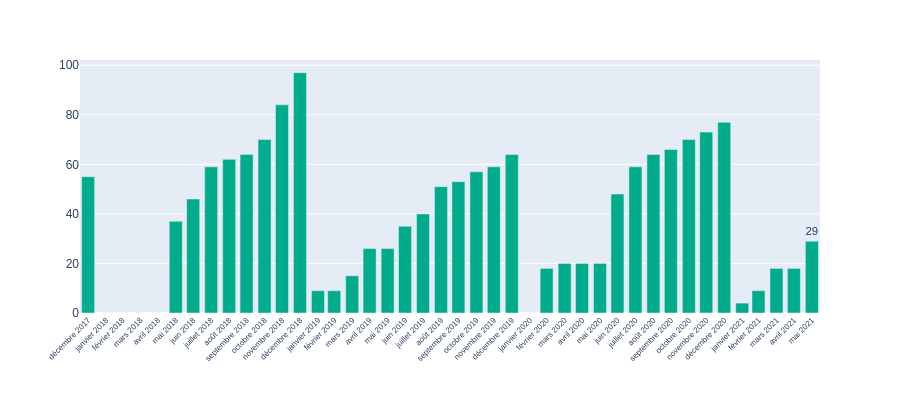 100
80
60
40
20
0
29
décembre 2017
janvier 2018
février 2018
mars 2018
avril 2018
mai 2018
juin 2018
juillet 2018
août 2018
septembre 2018
octobre 2018
novembre 2018
décembre 2018
janvier 2019
février 2019
mars 2019
avril 2019
mai 2019
juin 2019
juillet 2019
août 2019
septembre 2019
octobre 2019
novembre 2019
décembre 2019
janvier 2020
février 2020
mars 2020
avril 2020
mai 2020
juin 2020
juillet 2020
août 2020
septembre 2020
octobre 2020
novembre 2020
décembre 2020
janvier 2021
février 2021
mars 2021
avril 2021
mai 2021